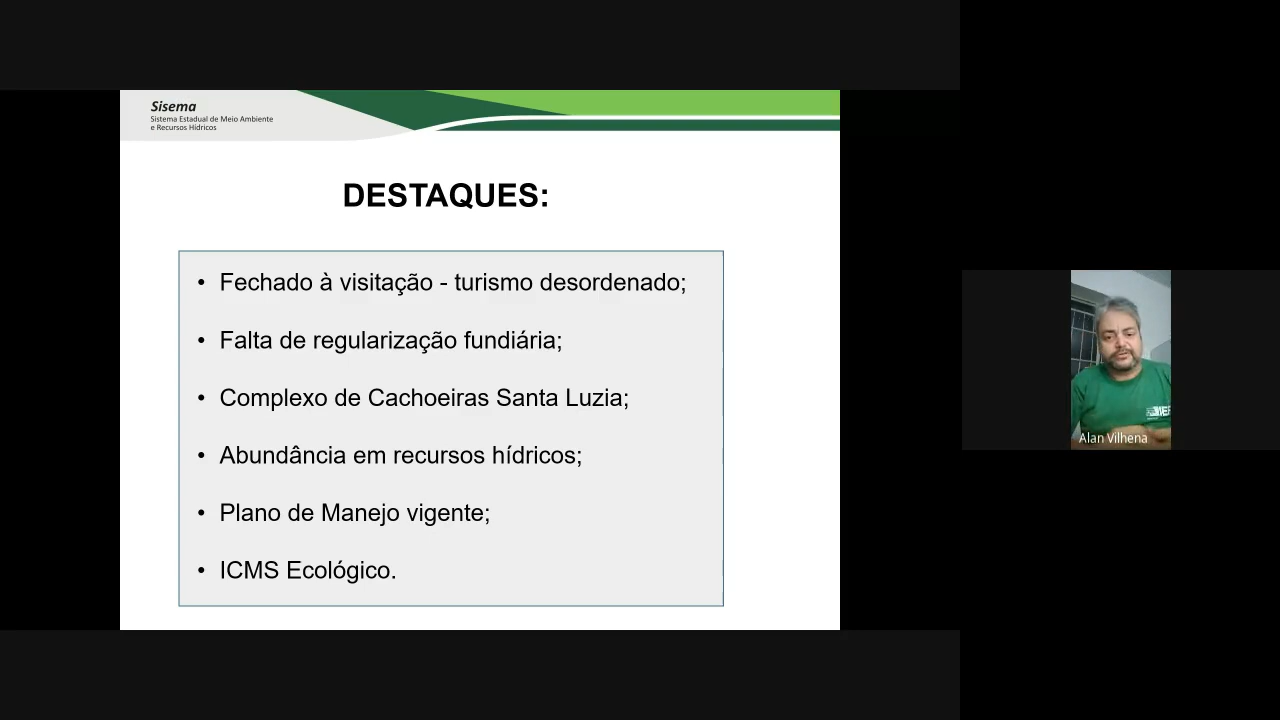 Sisema
Sistema Estadual de Meio Ambiente
e Recursos Hídricos
DESTAQUES:
• Fechado à visitação - turismo desordenado;
• Falta de regularização fundiária;
• Complexo de Cachoeiras Santa Luzia;
• Abundância em recursos hídricos;
• Plano de Manejo vigente;
• ICMS Ecológico.
Alan Vilhena